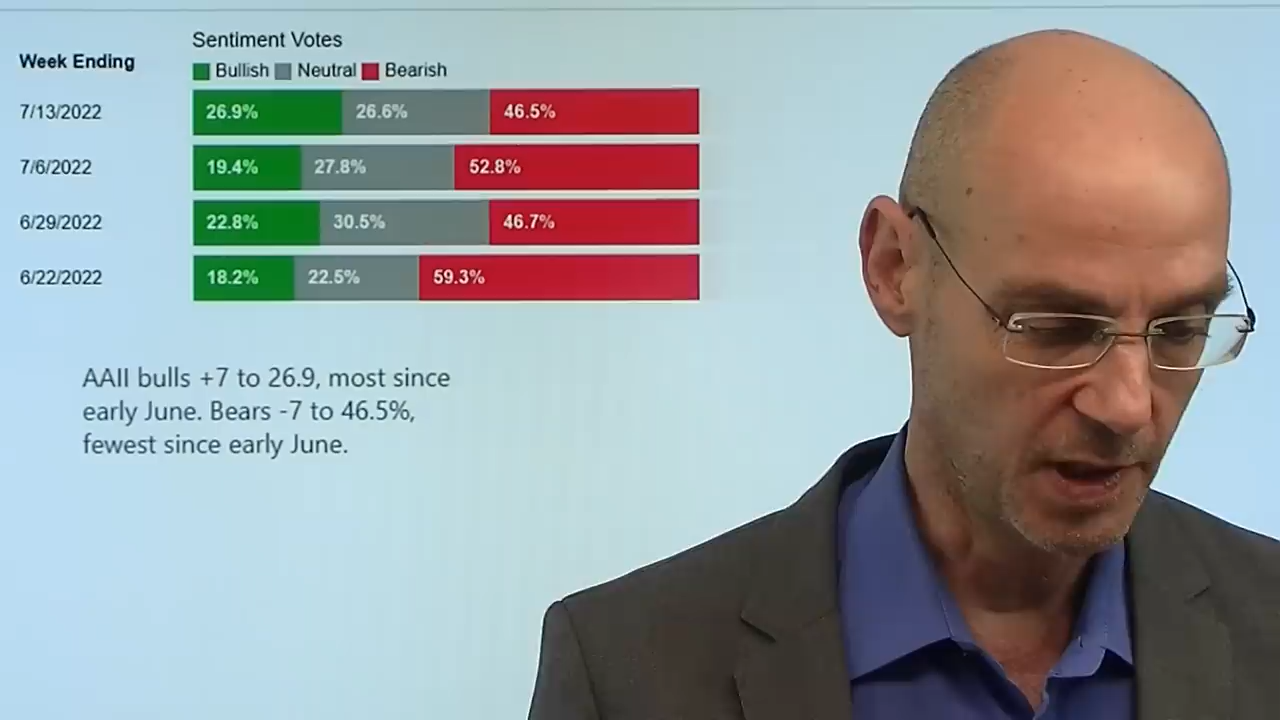 Sentiment Votes
Week Ending
Bullish Neutral Bearish
7/13/2022 26.9% 26.6% 46.5%
7/6/2022 19.4% 27.8% 52.8%
6/29/2022 22.8% 30.5% 46.7%
6/22/2022 18.2% 22.5% 59.3%
AAII bulls +7 to 26.9, most since
early June. Bears -7 to 46.5%,
fewest since early June.